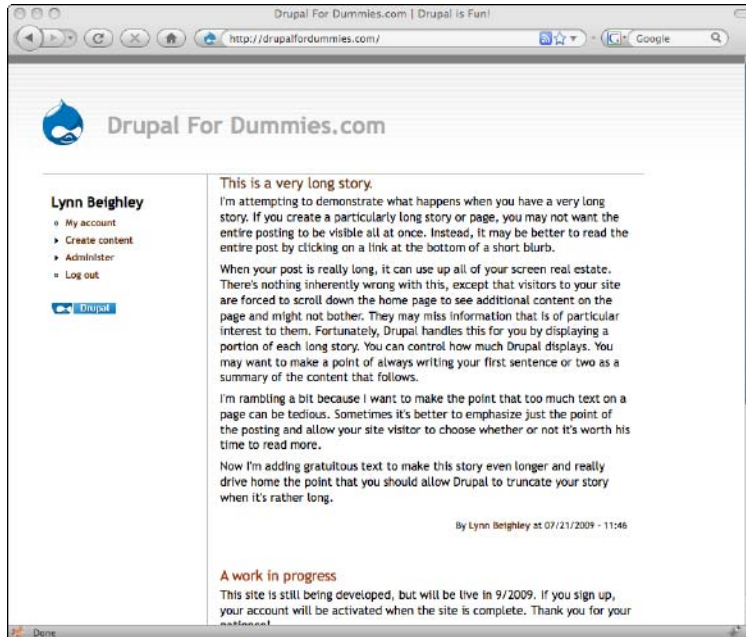 Drupal For Dummies.com | Drupal is Fun!
http://drupalfordummies.com/
Google
Drupal For Dummies.com
Lynn Beighley
My account
Create content
Administer
Log out
Drupal
This is a very long story.
I'm attempting to demonstrate what happens when you have a very long
story. If you create a particularly long story or page, you may not want the
entire posting to be visible all at once. Instead, it may be better to read the
entire post by clicking on a link at the bottom of a short blurb.
When your post is really long, it can use up all of your screen real estate.
There's nothing inherently wrong with this, except that visitors to your site
are forced to scroll down the home page to see additional content on the
page and might not bother. They may miss information that is of particular
interest to them. Fortunately, Drupal handles this for you by displaying a
portion of each long story. You can control how much Drupal displays. You
may want to make a point of always writing your first sentence or two as a
summary of the content that follows.
I'm rambling a bit because I want to make the point that too much text on a
page can be tedious. Sometimes it's better to emphasize just the point of
the posting and allow your site visitor to choose whether or not it's worth his
time to read more.
Now I'm adding gratuitous text to make this story even longer and really
drive home the point that you should allow Drupal to truncate your story
when it's rather long.
By Lynn Beighley at 07/21/2009 - 11:46
A work in progress
This site is still being developed, but will be live in 9/2009. If you sign up,
your account will be activated when the site is complete. Thank you for your
Done